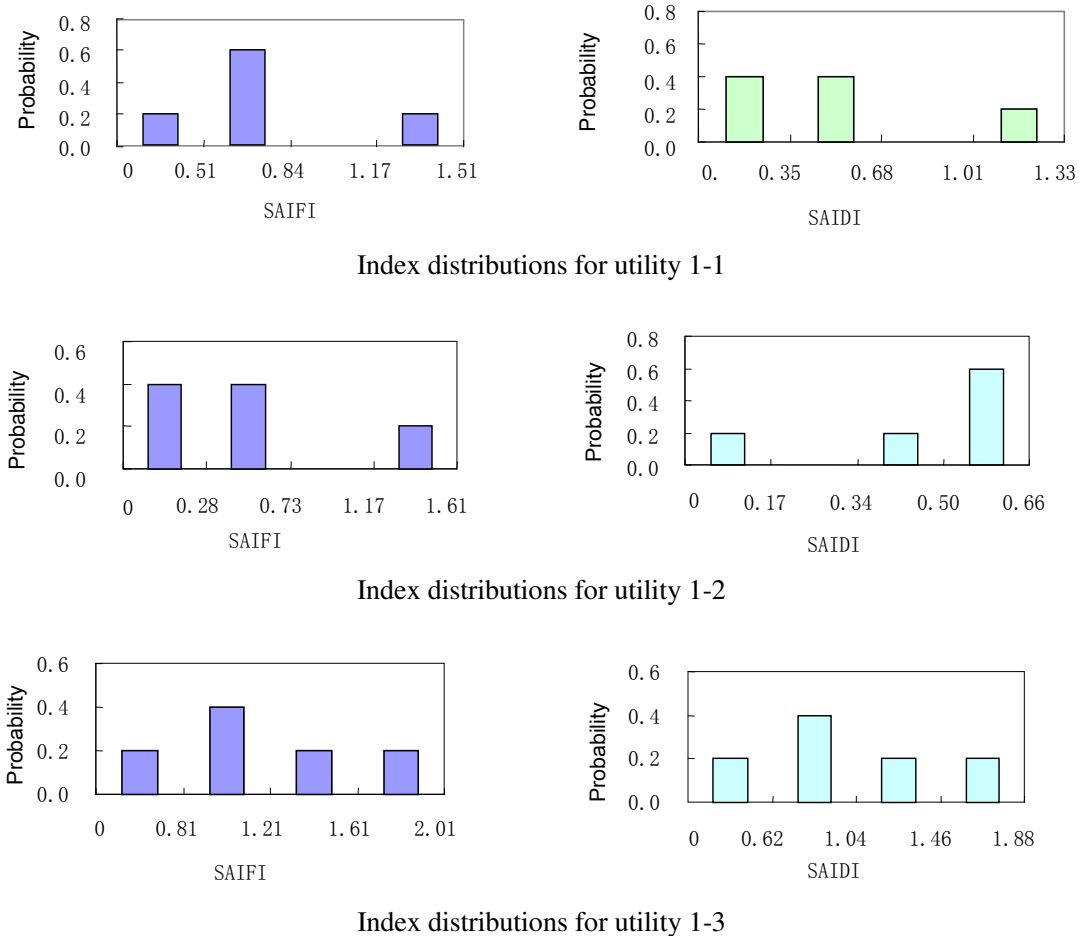 Probability
0.8
0.6
0.4
0.2
0.0
0 0.51 0.84 1.17 1.51
SAIFI
Probability
0.8
0.6
0.4
0.2
0.0
0. 0.35 0.68 1.01 1.33
SAIDI
Index distributions for utility 1-1
Probability
0.6
0.4
0.2
0.0
0 0.28 0.73 1.17 1.61
SAIFI
Probability
0.8
0.6
0.4
0.2
0.0
0 0.17 0.34 0.50 0.66
SAIDI
Index distributions for utility 1-2
Probability
0.6
0.4
0.2
0.0
0 0.81 1.21 1.61 2.01
SAIFI
Probability
0.6
0.4
0.2
0.0
0 0.62 1.04 1.46 1.88
SAIDI
Index distributions for utility 1-3